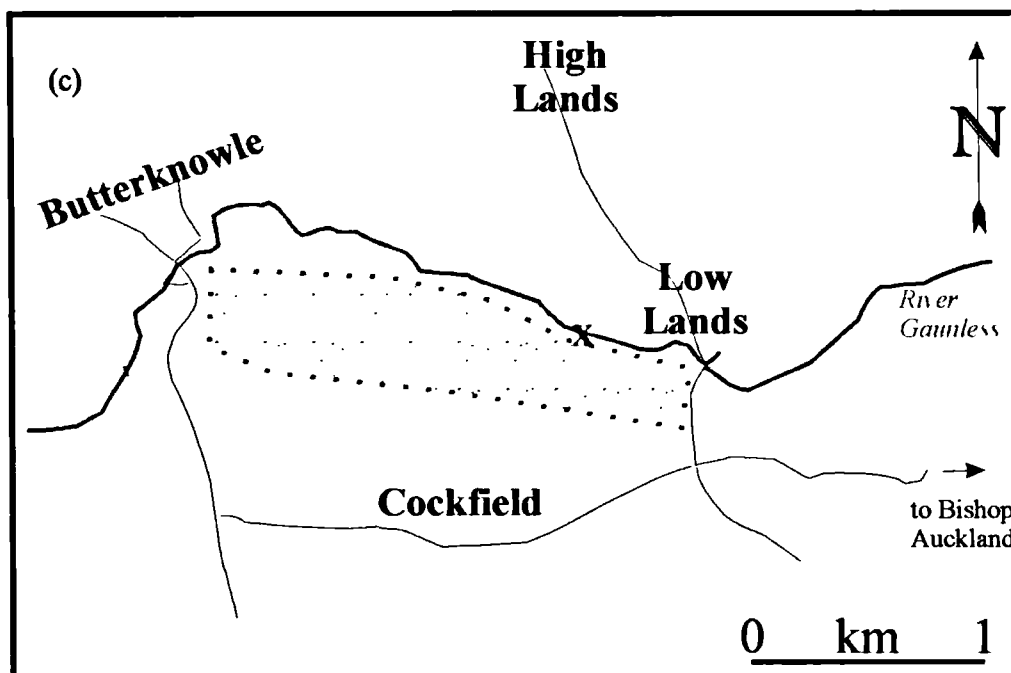 (c)
High
Lands
N
Butterknowle
Low
Lands
River
Gaunless
X
Cockfield
to Bishop
Auckland
0 km 1